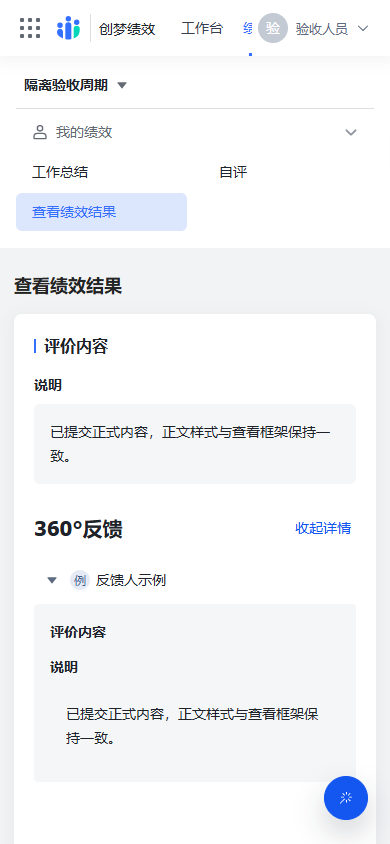 创梦绩效
工作台
验
验收人员
隔离验收周期
我的绩效
工作总结
自评
查看绩效结果
查看绩效结果
评价内容
说明
已提交正式内容，正文样式与查看框架保持一
致。
360°反馈
收起详情
例
反馈人示例
评价内容
说明
已提交正式内容，正文样式与查看框架保
持一致。